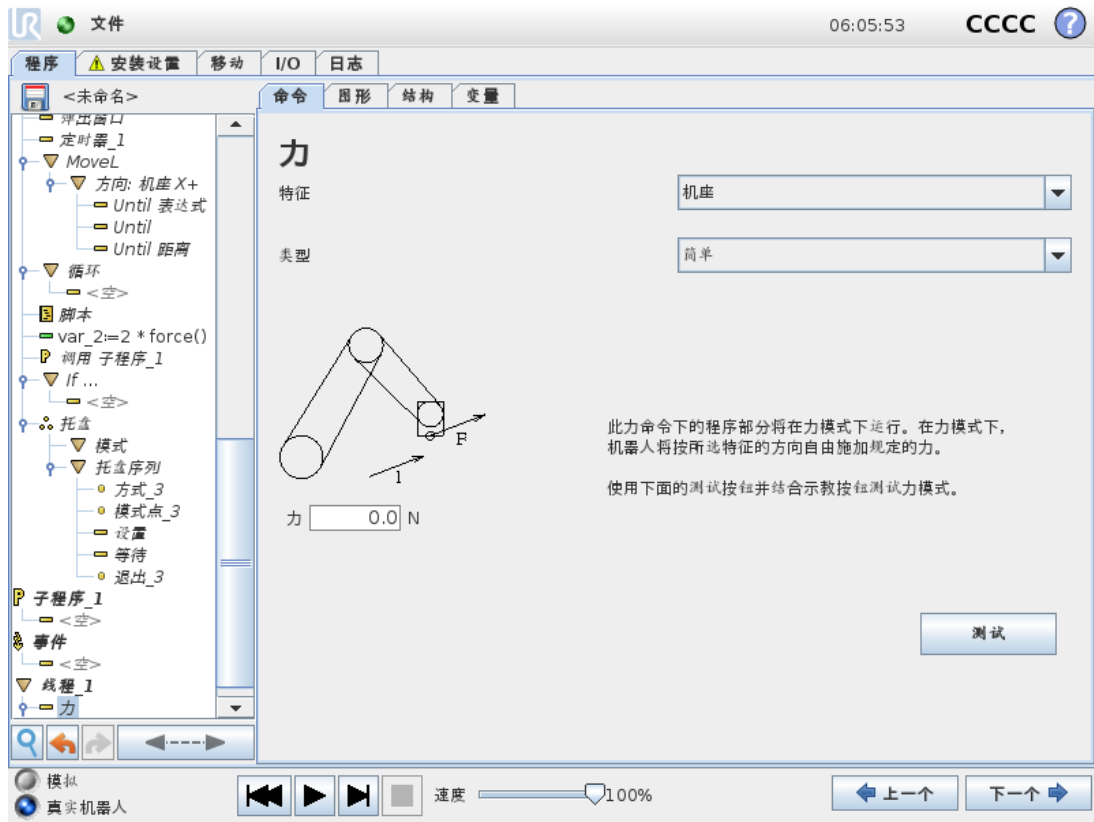 UR 文件 06:05:53 CCCC ?
程序 安装设置 移动 I/O 日志
<未命名> 命令 图形 结构 变量
弹出窗口
定时器_1
MoveL
方向: 机座 X+
Until 表达式
Until
Until 距离
循环
<空>
脚本
var_2:=2 * force()
P 调用 子程序_1
If ...
<空>
托盘
模式
托盘序列
方式_3
模式点_3
设置
等待
退出_3
P 子程序_1
<空>
事件
<空>
线程_1
力
力
特征 机座
类型 简单
F
1
力 0.0 N
此力命令下的程序部分将在力模式下运行。在力模式下，
机器人将按所选特征的方向自由施加规定的力。
使用下面的测试按钮并结合示教按钮测试力模式。
测试
模拟
真实机器人
速度 100% 上一个 下一个